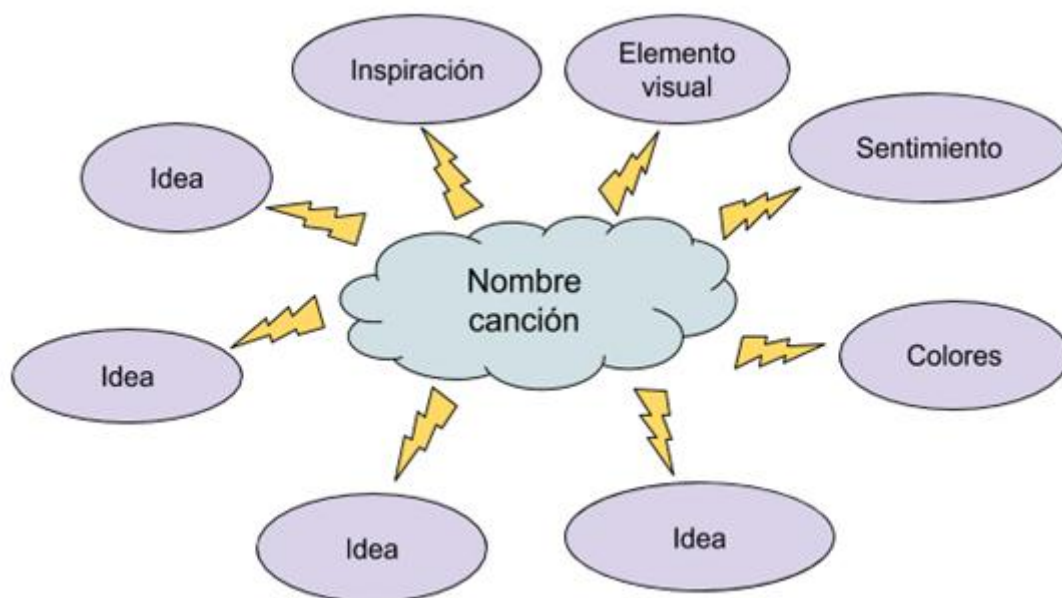 Inspiración
Elemento
visual
Idea
Sentimiento
Nombre
canción
Idea
Colores
Idea
Idea